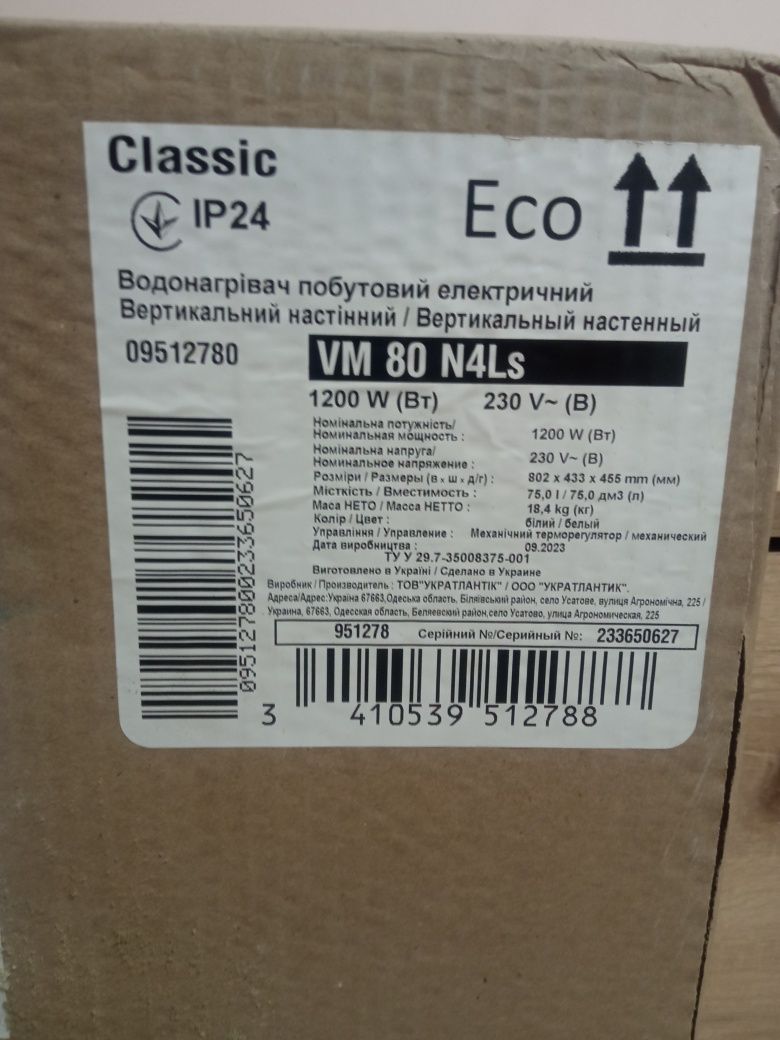 Classic
IP24
Eco
Водонагрівач побутовий електричний
Вертикальний настінний / Вертикальный настенный
09512780
VM 80 N4Ls
1200 W (Вт) 230 V~ (В)
Номінальна потужність/
Номинальная мощность : 1200 W (Вт)
Номінальна напруга/
Номинальное напряжение : 230 V~ (В)
Розміри / Размеры (в x ш x д/г) : 802 x 433 x 455 mm (мм)
Місткість / Вместимость : 75,0 l / 75,0 дм3 (л)
Маса НЕТО / Масса НЕТТО : 18,4 kg (кг)
Колір / Цвет : білий / белый
Управління / Управление : Механічний терморегулятор / механический
Дата виробництва : 09.2023
ТУ У 29.7-35008375-001
Виготовлено в Україні / Сделано в Украине
Виробник / Производитель : ТОВ"УКРАТЛАНТІК" / ООО "УКРАТЛАНТИК".
Адреса/Адрес:Україна 67663,Одеська область, Біляївський район, село Усатове, вулиця Агрономічна, 225 /
Украина, 67663, Одесская область, Беляевский район,село Усатово, улица Агрономическая, 225
951278 Серійний №/Серийный №: 233650627
0951278002233650627
3 410539 512788